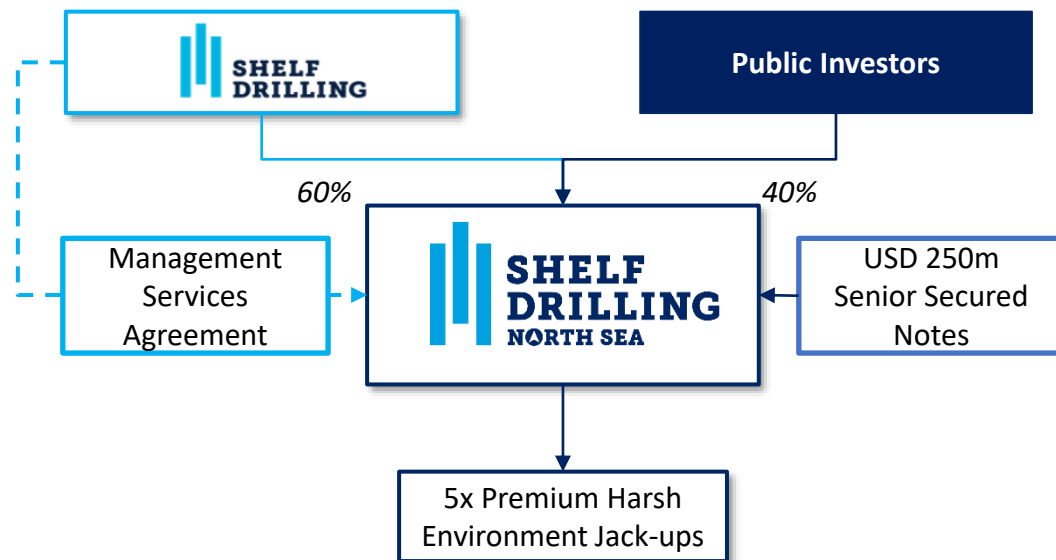 SHELF
DRILLING
Public Investors
60%
40%
Management
Services
Agreement
SHELF
DRILLING
NORTH SEA
USD 250m
Senior Secured
Notes
5x Premium Harsh
Environment Jack-ups